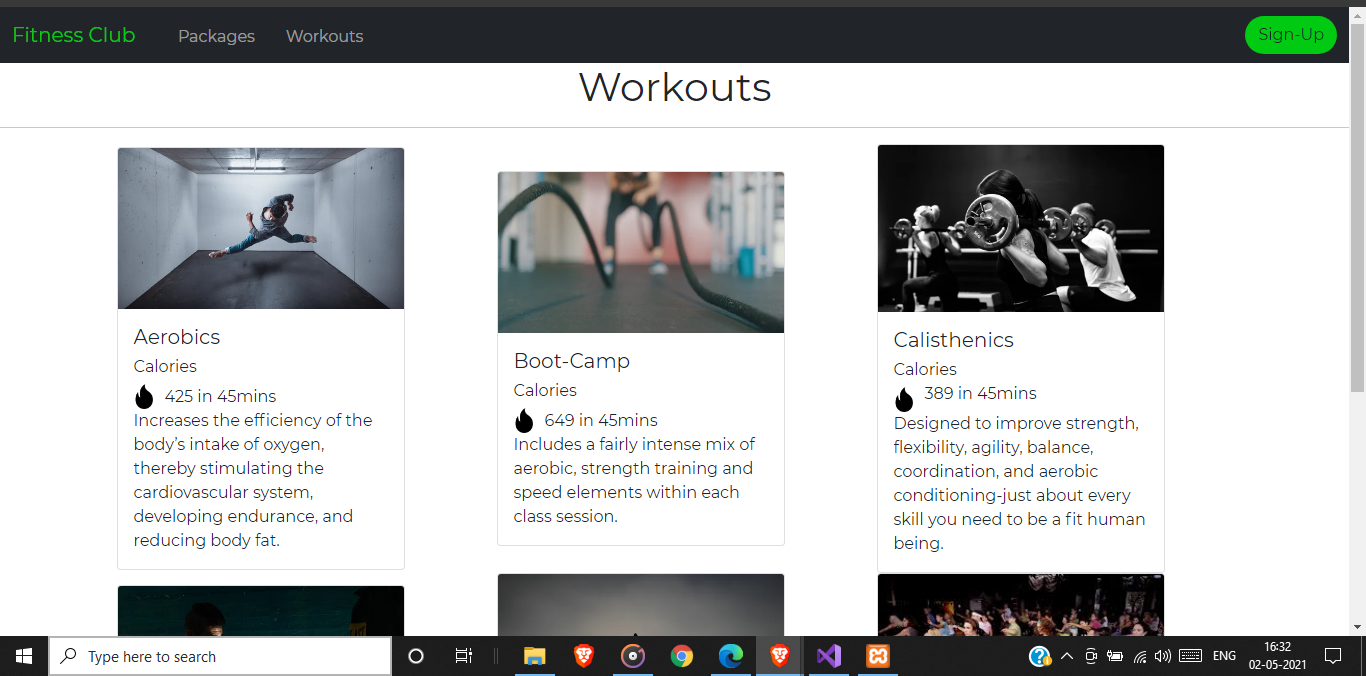 Fitness Club Packages Workouts Sign-Up
Workouts
Aerobics
Calories
425 in 45mins
Increases the efficiency of the
body’s intake of oxygen,
thereby stimulating the
cardiovascular system,
developing endurance, and
reducing body fat.
Boot-Camp
Calories
649 in 45mins
Includes a fairly intense mix of
aerobic, strength training and
speed elements within each
class session.
Calisthenics
Calories
389 in 45mins
Designed to improve strength,
flexibility, agility, balance,
coordination, and aerobic
conditioning-just about every
skill you need to be a fit human
being.
Type here to search
ENG
16:32
02-05-2021